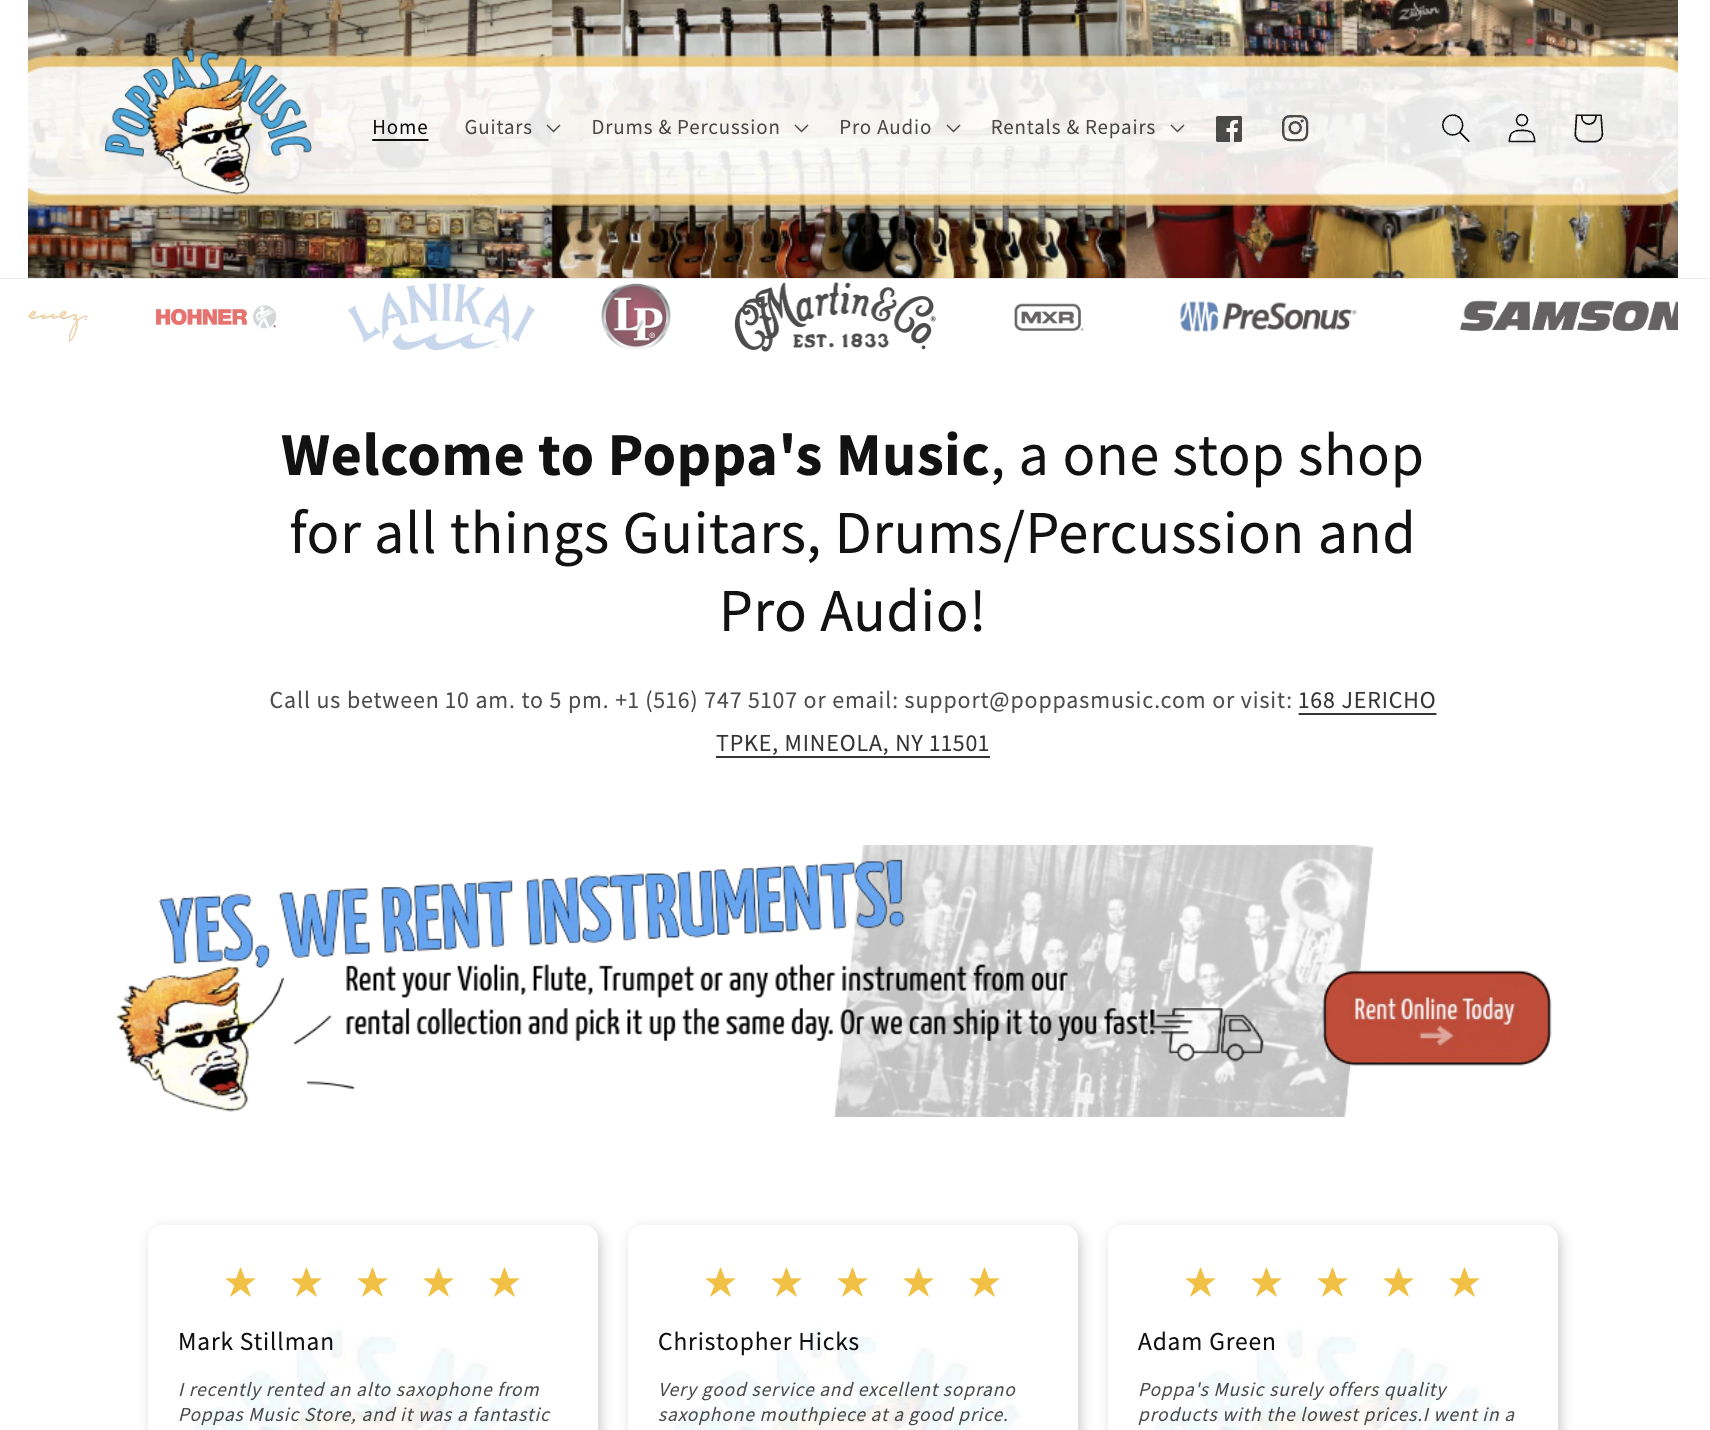 Zildjian
POPPA'S MUSIC
Home
Guitars
Drums & Percussion
Pro Audio
Rentals & Repairs
HOHNER
LANIKAI
LP
C.F. Martin & Co.
EST. 1833
MXR
PreSonus
SAMSON
Welcome to Poppa's Music, a one stop shop
for all things Guitars, Drums/Percussion and
Pro Audio!
Call us between 10 am. to 5 pm. +1 (516) 747 5107 or email: support@poppasmusic.com or visit: 168 JERICHO
TPKE, MINEOLA, NY 11501
YES, WE RENT INSTRUMENTS!
Rent your Violin, Flute, Trumpet or any other instrument from our
rental collection and pick it up the same day. Or we can ship it to you fast!
Rent Online Today
Mark Stillman
I recently rented an alto saxophone from
Poppas Music Store, and it was a fantastic
Christopher Hicks
Very good service and excellent soprano
saxophone mouthpiece at a good price.
Adam Green
Poppa's Music surely offers quality
products with the lowest prices.I went in a